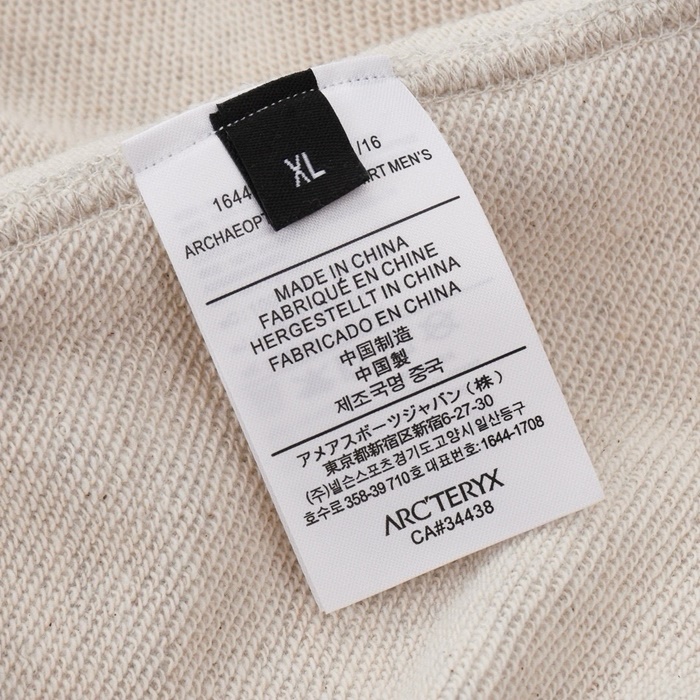 XL
1644 /16
ARCHAEOPT RT MEN'S
MADE IN CHINA
FABRIQUÉ EN CHINE
HERGESTELLT IN CHINA
FABRICADO EN CHINA
中国制造
中国製
제조국명 중국
アメアスポーツジャパン（株）
東京都新宿区新宿6-27-30
(주)넬슨스포츠경기도고양시일산동구
호수로 358-39 710호 대표번호:1644-1708
ARC'TERYX
CA#34438